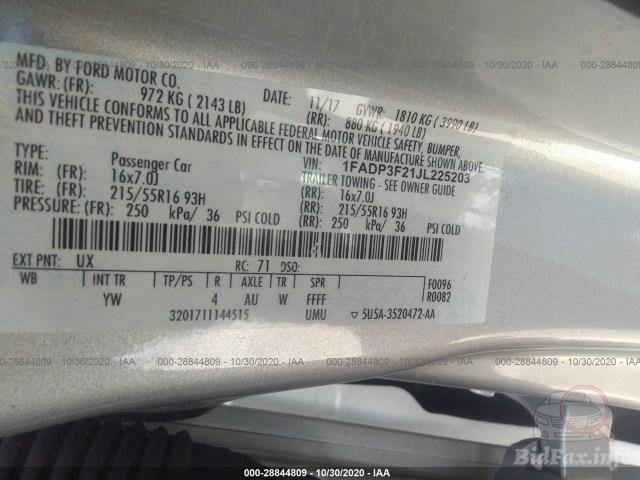 MFD. BY FORD MOTOR CO.
DATE: 11/17 GVWR: 1810 KG ( 3990 LB)
GAWR: (FR): 972 KG ( 2143 LB) (RR): 880 KG ( 1940 LB)
THIS VEHICLE CONFORMS TO ALL APPLICABLE FEDERAL MOTOR VEHICLE SAFETY, BUMPER,
AND THEFT PREVENTION STANDARDS IN EFFECT ON THE DATE OF MANUFACTURE SHOWN ABOVE.
VIN: 1FADP3F21JL225203
TYPE: Passenger Car TRAILER TOWING - SEE OWNER GUIDE
RIM: (FR): 16x7.0J (RR): 16x7.0J
TIRE: (FR): 215/55R16 93H (RR): 215/55R16 93H
PRESSURE: (FR): 250 kPa/ 36 PSI COLD (RR): 250 kPa/ 36 PSI COLD
EXT PNT: UX RC: 71 DSO:
WB INT TR TP/PS R AXLE TR SPR F0096
YW 4 AU W FFFF R0082
3201711144515 UMU ▽ 5U5A-3520472-AA
000-28844809 - 10/30/2020 - IAA
BidFax.info